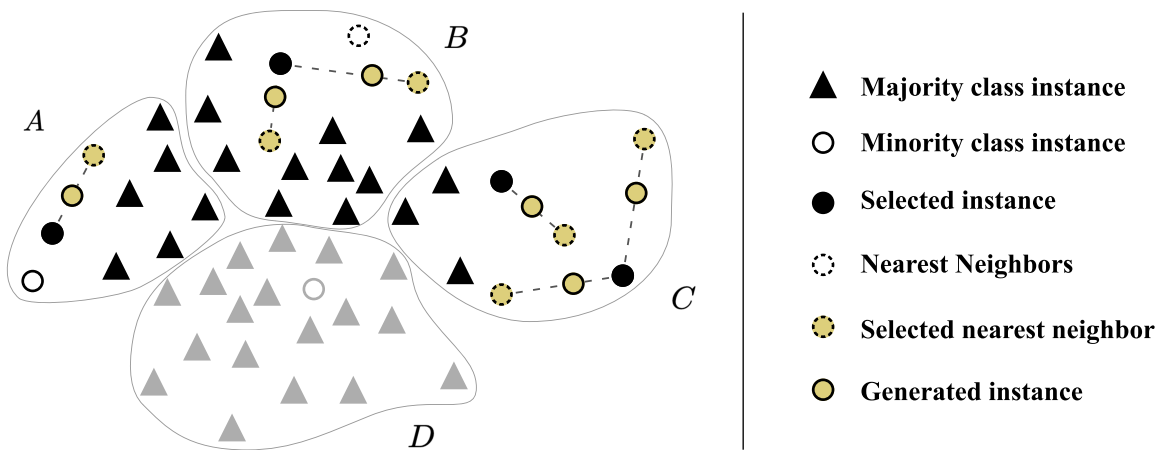 A
B
C
D
Majority class instance
Minority class instance
Selected instance
Nearest Neighbors
Selected nearest neighbor
Generated instance